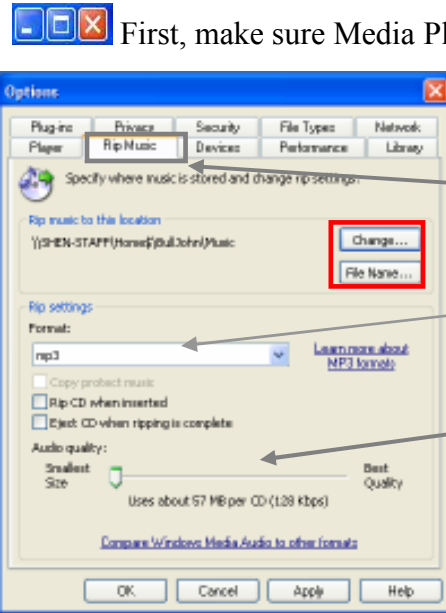 First, make sure Media Pl
Options
Plug-ins Privacy Security File Types Network
Player Rip Music Devices Performance Library
Specify where music is stored and change rip settings.
Rip music to this location
\\SHEN-STAFF\Homes$\BullJohn\Music
Change...
File Name...
Rip settings
Format:
mp3
Learn more about
MP3 formats
Copy protect music
Rip CD when inserted
Eject CD when ripping is complete
Audio quality:
Smallest Best
Size Quality
Uses about 57 MB per CD (128 Kbps)
Compare Windows Media Audio to other formats
OK Cancel Apply Help